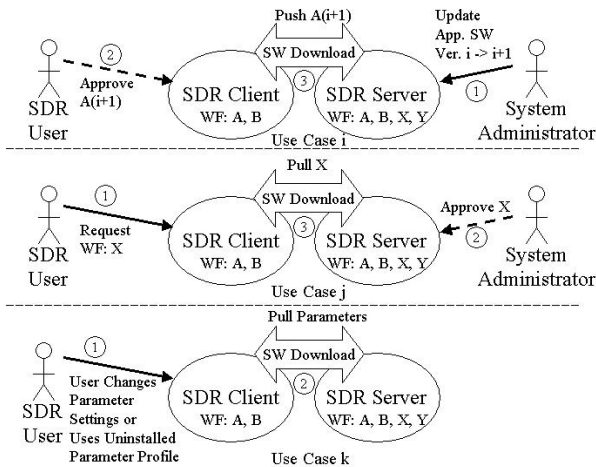 Push A(i+1)
Update
App. SW
Ver. i -> i+1
2
SW Download
Approve
A(i+1)
3
1
SDR Client
WF: A, B
SDR Server
WF: A, B, X, Y
SDR
User
System
Administrator
Use Case i
Pull X
1
SW Download
Approve X
Request
WF: X
3
2
SDR Client
WF: A, B
SDR Server
WF: A, B, X, Y
SDR
User
System
Administrator
Use Case j
Pull Parameters
1
SW Download
User Changes
Parameter
Settings or
Uses Uninstalled
Parameter Profile
2
SDR Client
WF: A, B
SDR Server
WF: A, B, X, Y
SDR
User
Use Case k